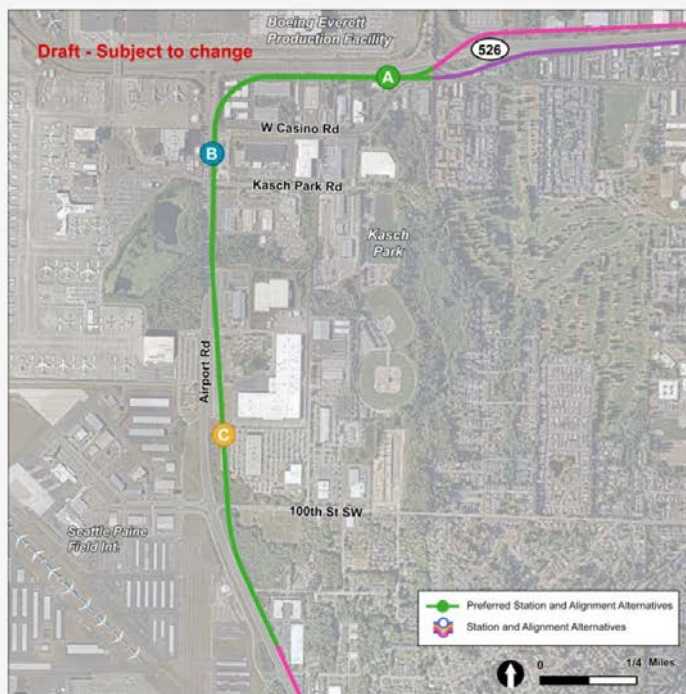 Boeing Everett
Production Facility
Draft - Subject to change
526
A
W Casino Rd
B
Kasch Park Rd
Kasch
Park
Airport Rd
C
100th St SW
Seattle Paine
Field Int.
Preferred Station and Alignment Alternatives
Station and Alignment Alternatives
0 1/4 Miles